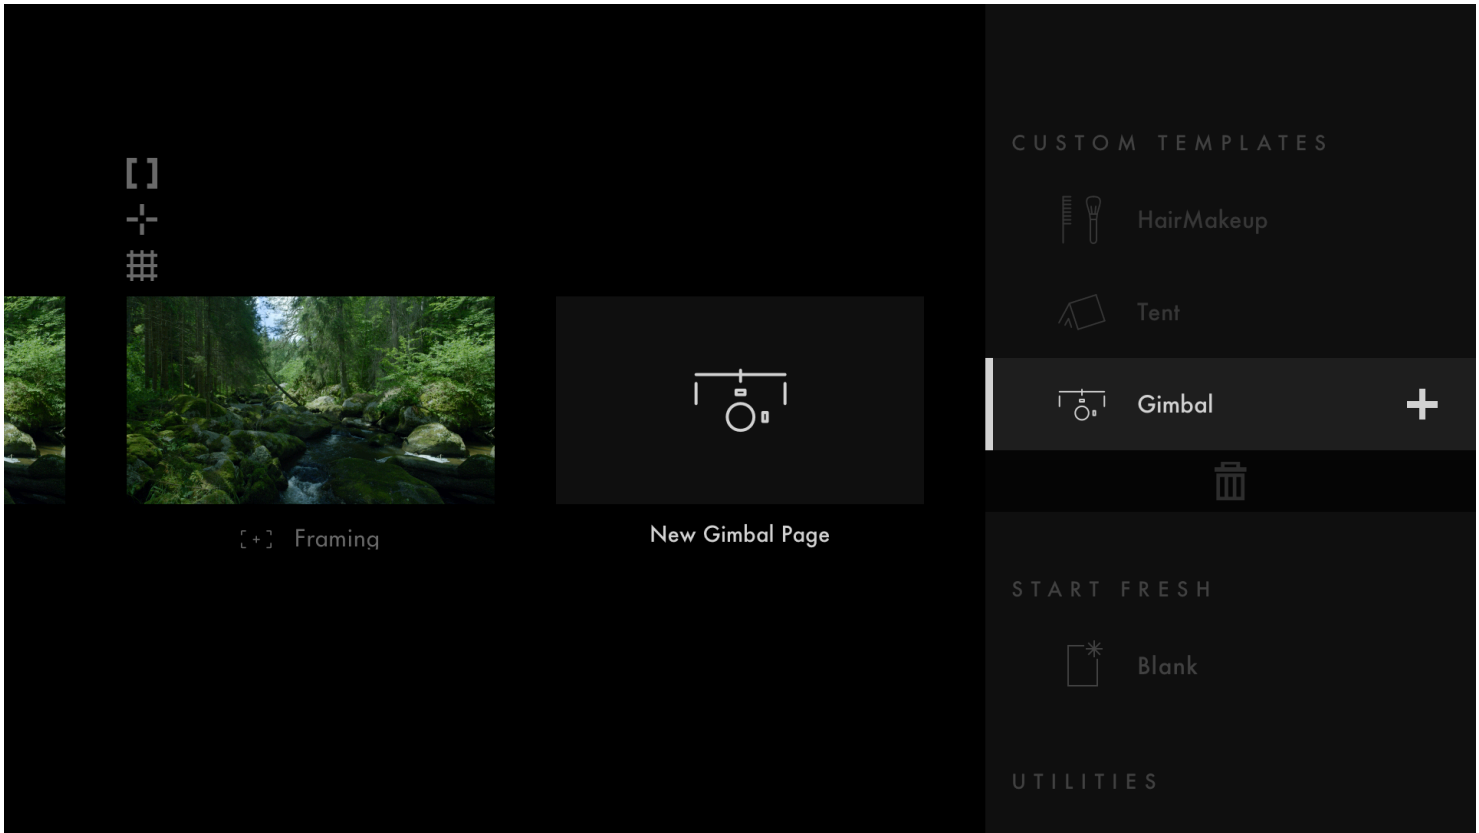 Framing
New Gimbal Page
CUSTOM TEMPLATES
HairMakeup
Tent
Gimbal
START FRESH
Blank
UTILITIES